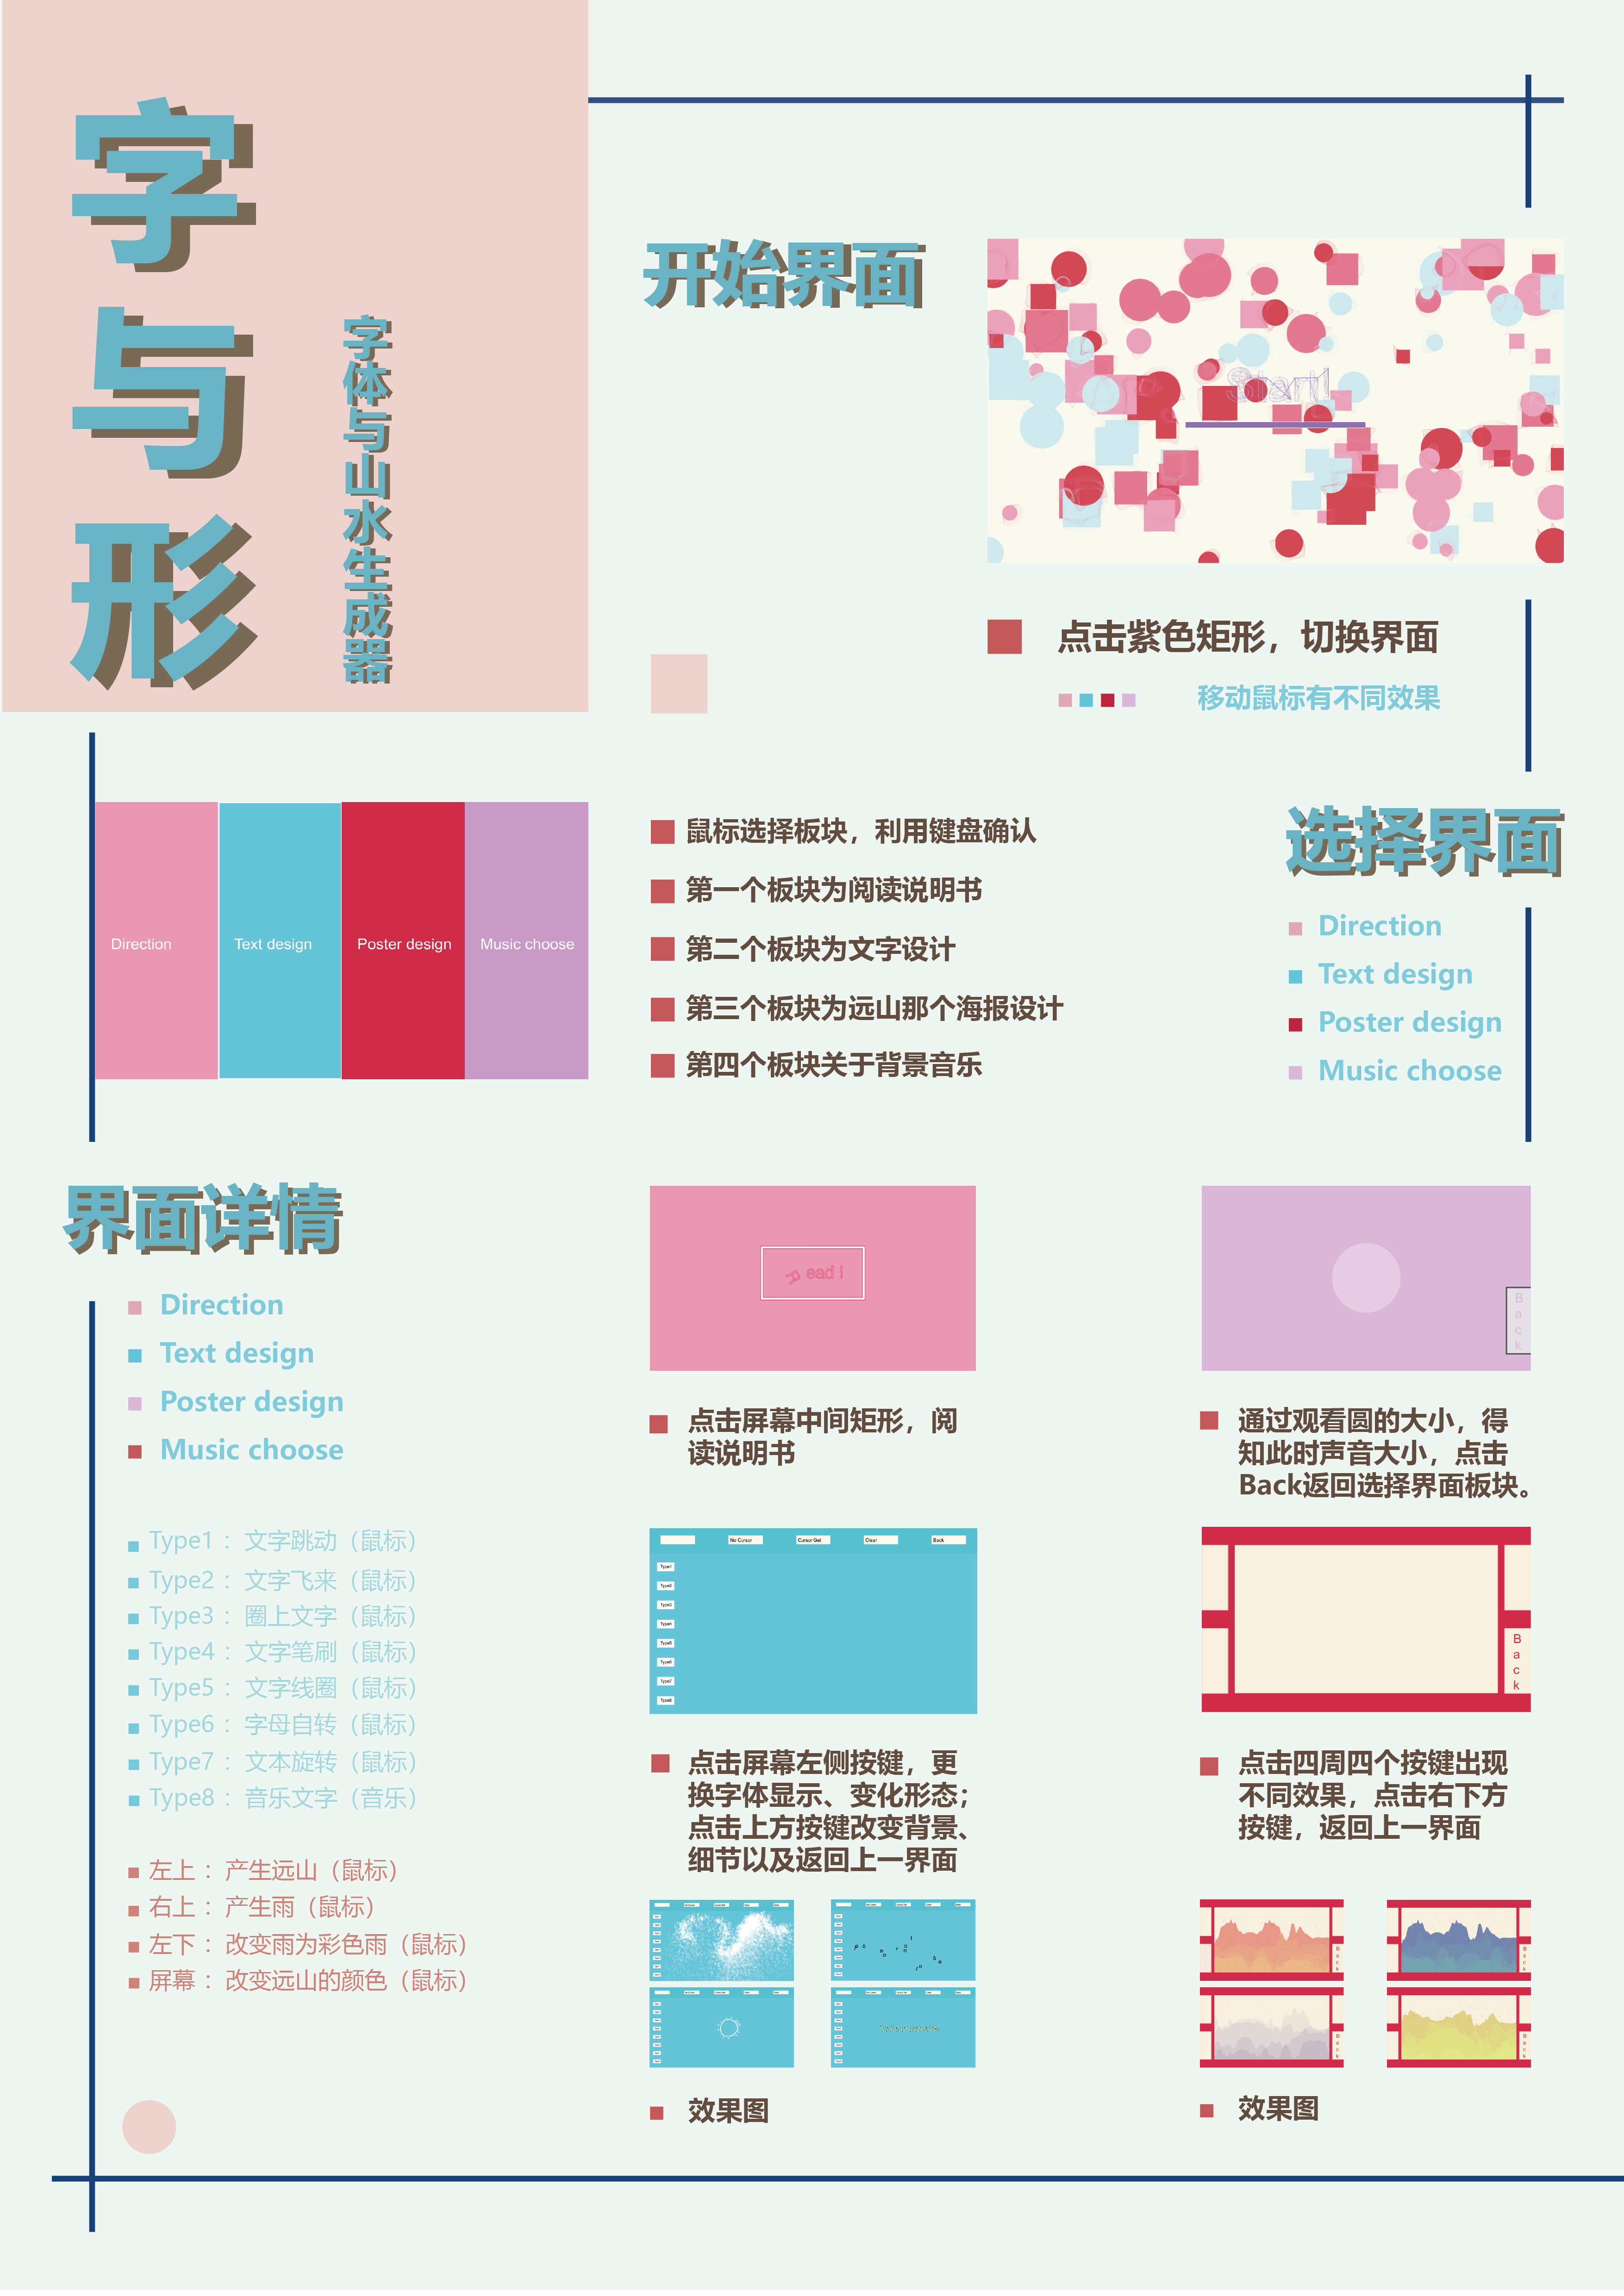 字与形
字体与山水生成器
开始界面
Start!
点击紫色矩形，切换界面
移动鼠标有不同效果
Direction
Text design
Poster design
Music choose
鼠标选择板块，利用键盘确认
第一个板块为阅读说明书
第二个板块为文字设计
第三个板块为远山那个海报设计
第四个板块关于背景音乐
选择界面
Direction
Text design
Poster design
Music choose
界面详情
Direction
Text design
Poster design
Music choose
Type1： 文字跳动（鼠标）
Type2： 文字飞来（鼠标）
Type3： 圈上文字（鼠标）
Type4： 文字笔刷（鼠标）
Type5： 文字线圈（鼠标）
Type6： 字母自转（鼠标）
Type7： 文本旋转（鼠标）
Type8： 音乐文字（音乐）
左上： 产生远山（鼠标）
右上： 产生雨（鼠标）
左下： 改变雨为彩色雨（鼠标）
屏幕： 改变远山的颜色（鼠标）
Read !
点击屏幕中间矩形，阅
读说明书
Back
通过观看圆的大小，得
知此时声音大小，点击
Back返回选择界面板块。
No Cursor
Cursor Get
Clear
Back
Type1
Type2
Type3
Type4
Type5
Type6
Type7
Type8
点击屏幕左侧按键，更
换字体显示、变化形态；
点击上方按键改变背景、
细节以及返回上一界面
Back
点击四周四个按键出现
不同效果，点击右下方
按键，返回上一界面
Back
Back
Back
Back
效果图
效果图